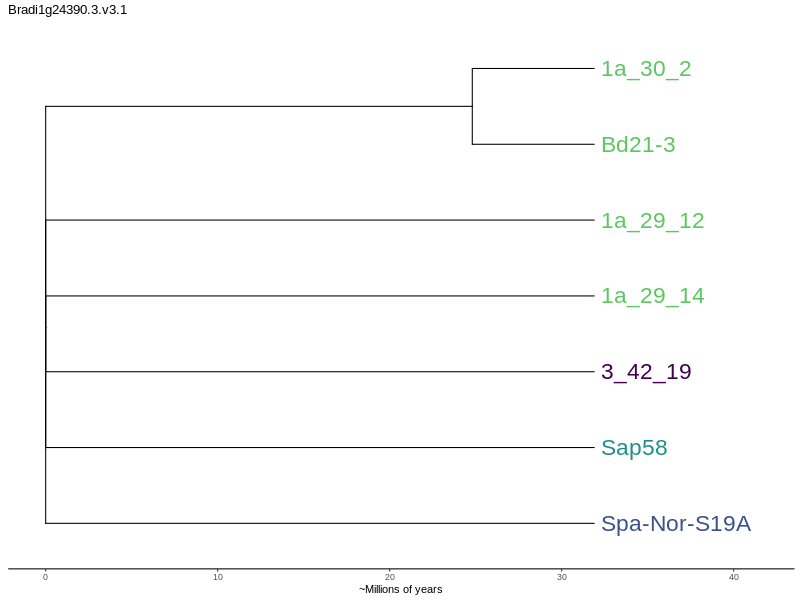 Bradi1g24390.3.v3.1
1a_30_2
Bd21-3
1a_29_12
1a_29_14
3_42_19
Sap58
Spa-Nor-S19A
0 10 20 30 40
~Millions of years